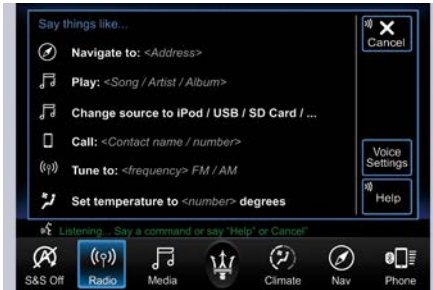 Say things like...
Cancel
Navigate to: <Address>
Play: <Song / Artist / Album>
Change source to iPod / USB / SD Card / ...
Call: <Contact name / number>
Tune to: <frequency> FM / AM
Voice
Settings
Set temperature to <number> degrees
Help
Listening... Say a command or say "Help" or Cancel"
S&S Off
Radio
Media
Climate
Nav
Phone